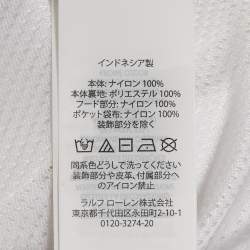 インドネシア製
本体: ナイロン 100%
本体裏地: ポリエステル 100%
フード部分: ナイロン 100%
ポケット袋布: ナイロン 100%
装飾部分を除く
同系色どうしで洗ってください
装飾部分や皮革、付属部分への
アイロン禁止
ラルフ ローレン株式会社
東京都千代田区永田町2-10-1
0120-3274-20